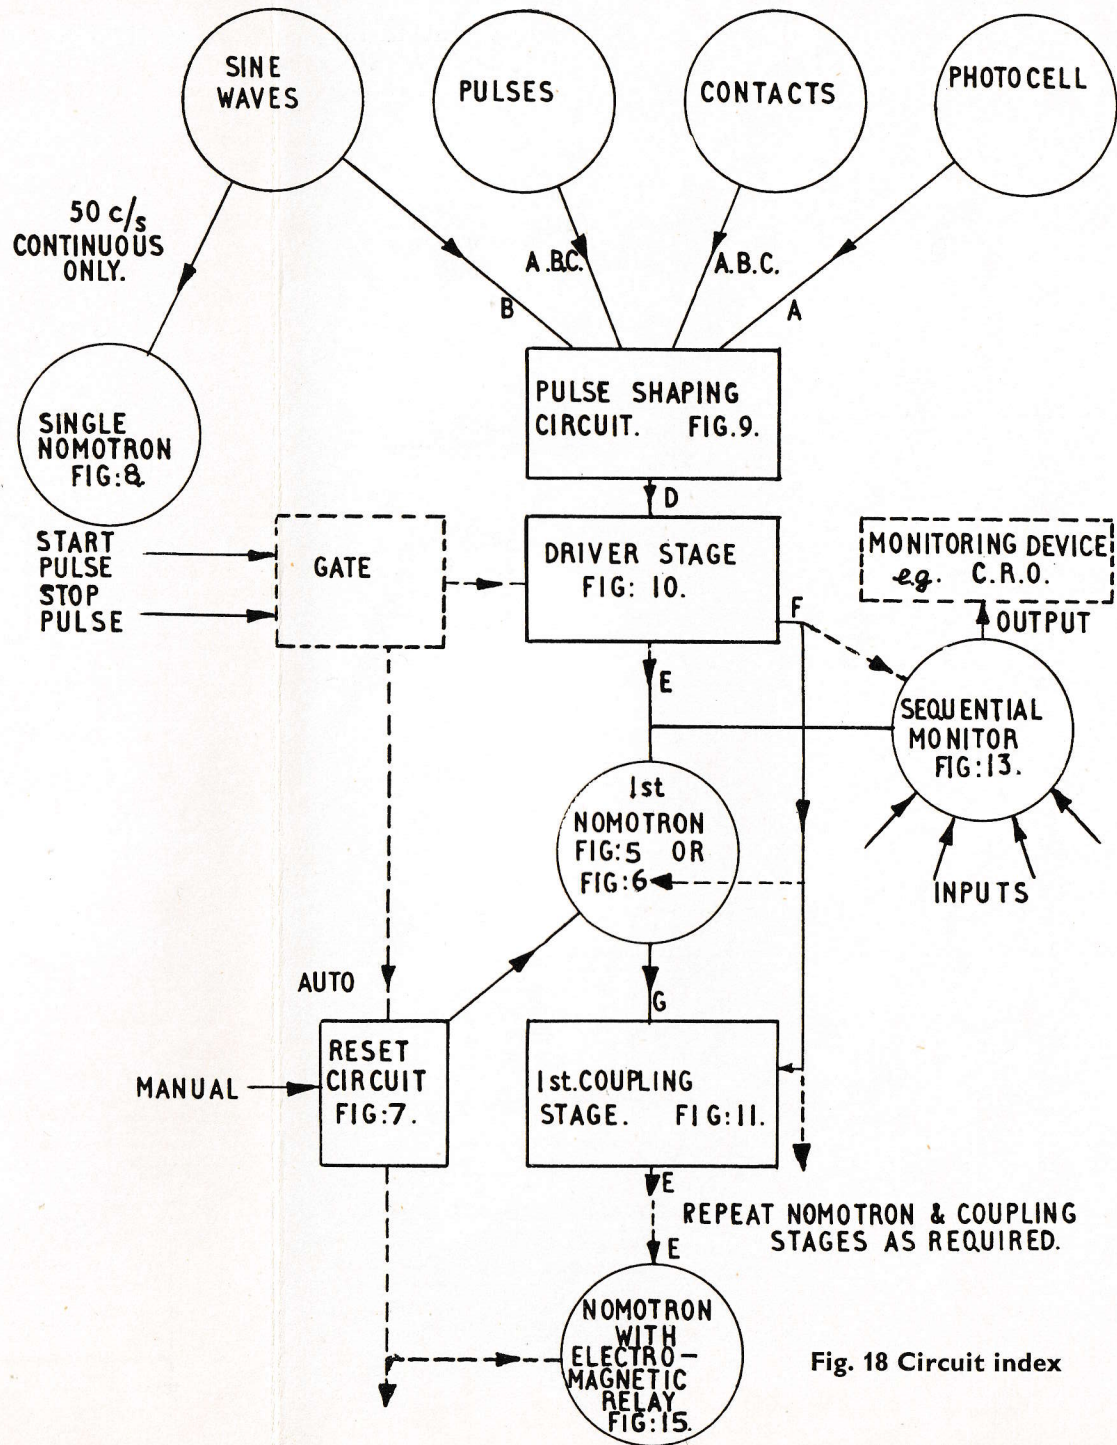 SINE
WAVES
PULSES
CONTACTS
PHOTOCELL
50 c/s
CONTINUOUS
ONLY.
B
A.B.C.
A.B.C.
A
SINGLE
NOMOTRON
FIG:8.
PULSE SHAPING
CIRCUIT. FIG.9.
D
START
PULSE
STOP
PULSE
GATE
DRIVER STAGE
FIG: 10.
F
MONITORING DEVICE
e.g. C.R.O.
OUTPUT
E
SEQUENTIAL
MONITOR
FIG:13.
INPUTS
1st
NOMOTRON
FIG:5 OR
FIG:6
G
AUTO
MANUAL
RESET
CIRCUIT
FIG:7.
1st.COUPLING
STAGE. FIG:11.
E
REPEAT NOMOTRON & COUPLING
STAGES AS REQUIRED.
E
NOMOTRON
WITH
ELECTRO-
MAGNETIC
RELAY
FIG:15.
Fig. 18 Circuit index